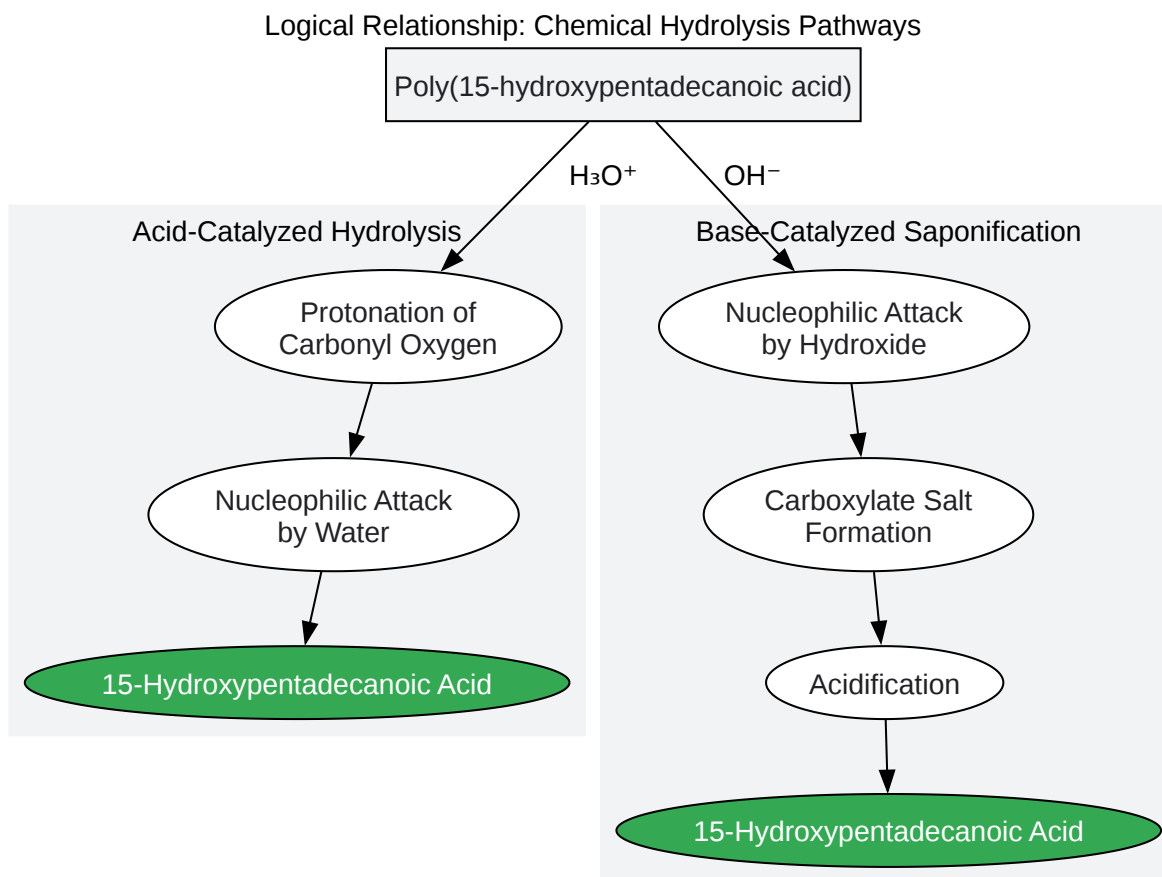 Logical Relationship: Chemical Hydrolysis Pathways
Poly(15-hydroxypentadecanoic acid)
H₃O⁺
OH⁻
Acid-Catalyzed Hydrolysis
Protonation of
Carbonyl Oxygen
Nucleophilic Attack
by Water
15-Hydroxypentadecanoic Acid
Base-Catalyzed Saponification
Nucleophilic Attack
by Hydroxide
Carboxylate Salt
Formation
Acidification
15-Hydroxypentadecanoic Acid